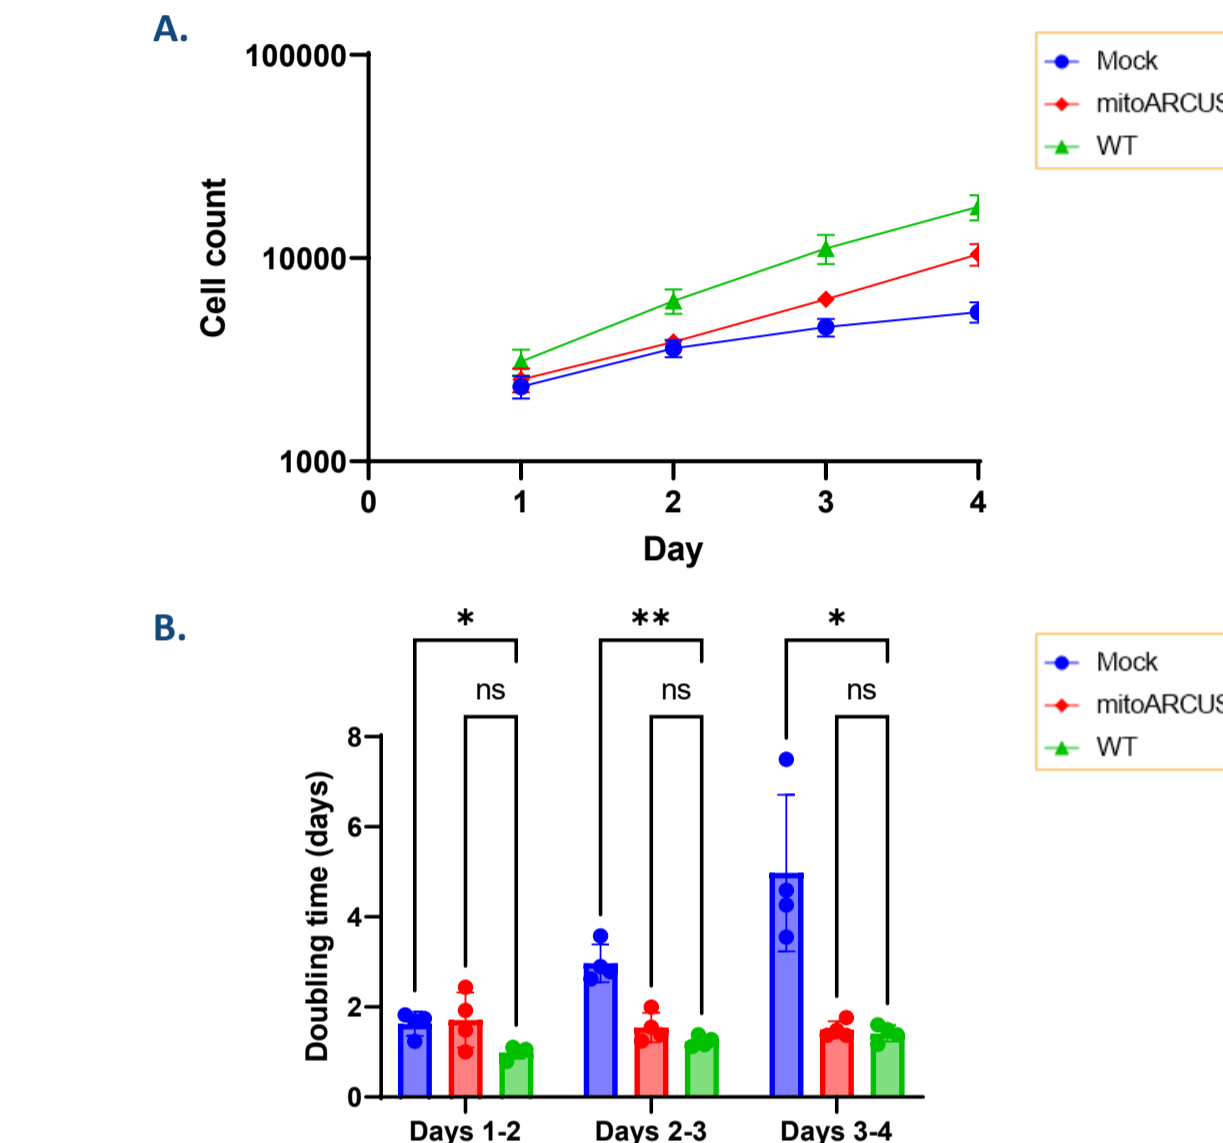 A.
100000
10000
1000
Cell count
0 1 2 3 4
Day
Mock
mitoARCUS
WT
B.
* ** *
ns ns ns
8
6
4
2
0
Doubling time (days)
Days 1-2 Days 2-3 Days 3-4
Mock
mitoARCUS
WT